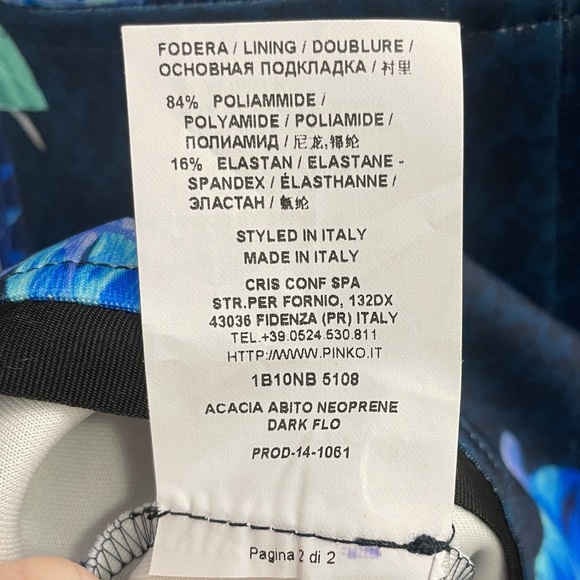 FODERA / LINING / DOUBLURE /
ОСНОВНАЯ ПОДКЛАДКА / 衬里
84% POLIAMMIDE /
POLYAMIDE / POLIAMIDE /
ПОЛИАМИД / 尼龙,锦纶
16% ELASTAN / ELASTANE -
SPANDEX / ÉLASTHANNE /
ЭЛАСТАН / 氨纶
STYLED IN ITALY
MADE IN ITALY
CRIS CONF SPA
STR.PER FORNIO, 132DX
43036 FIDENZA (PR) ITALY
TEL.+39.0524.530.811
HTTP://WWW.PINKO.IT
1B10NB 5108
ACACIA ABITO NEOPRENE
DARK FLO
PROD-14-1061
Pagina 2 di 2